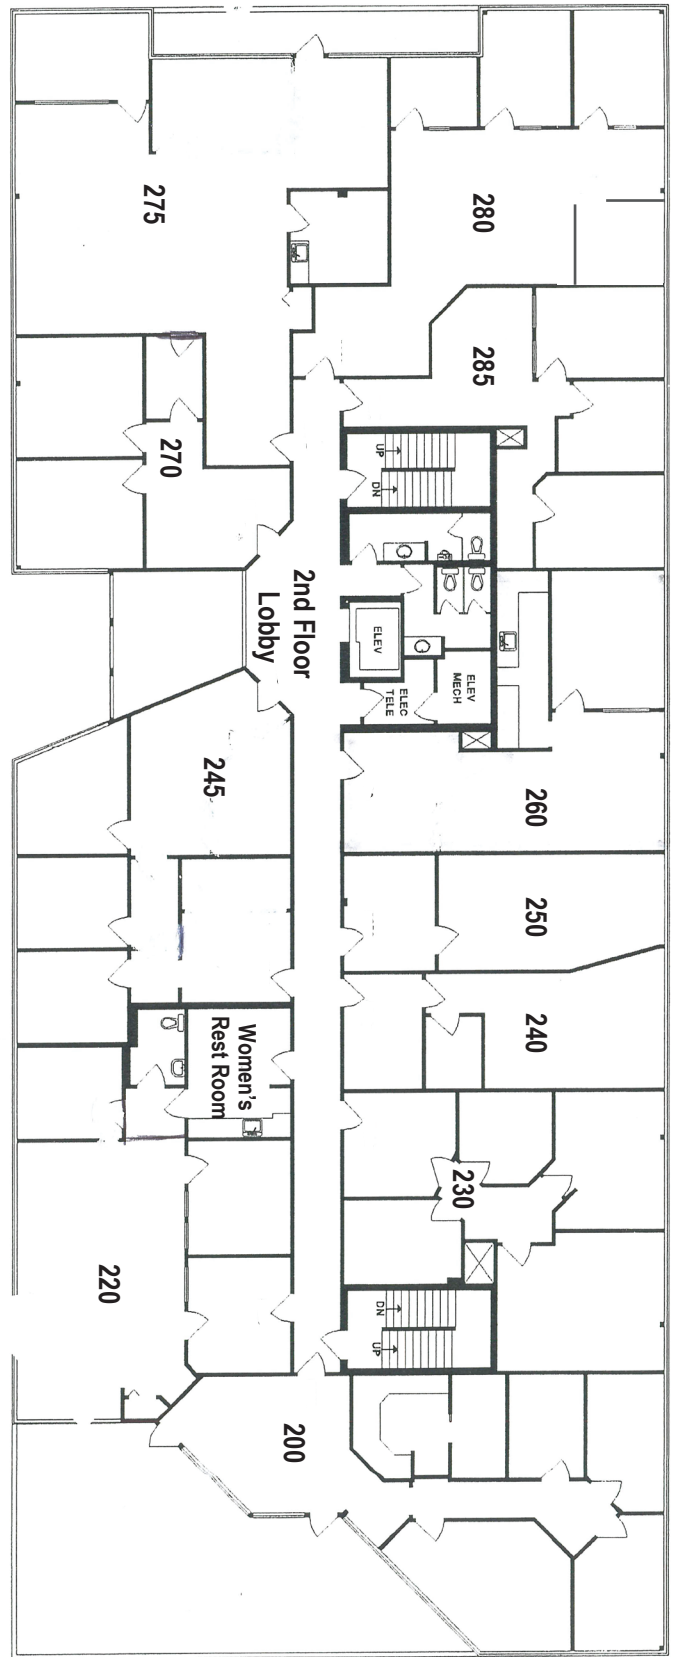 275
280
285
270
UP
DN
2nd Floor
Lobby
ELEV
ELEV
MECH
ELEC
TELE
245
260
250
240
Women's
Rest Room
230
220
DN
UP
200